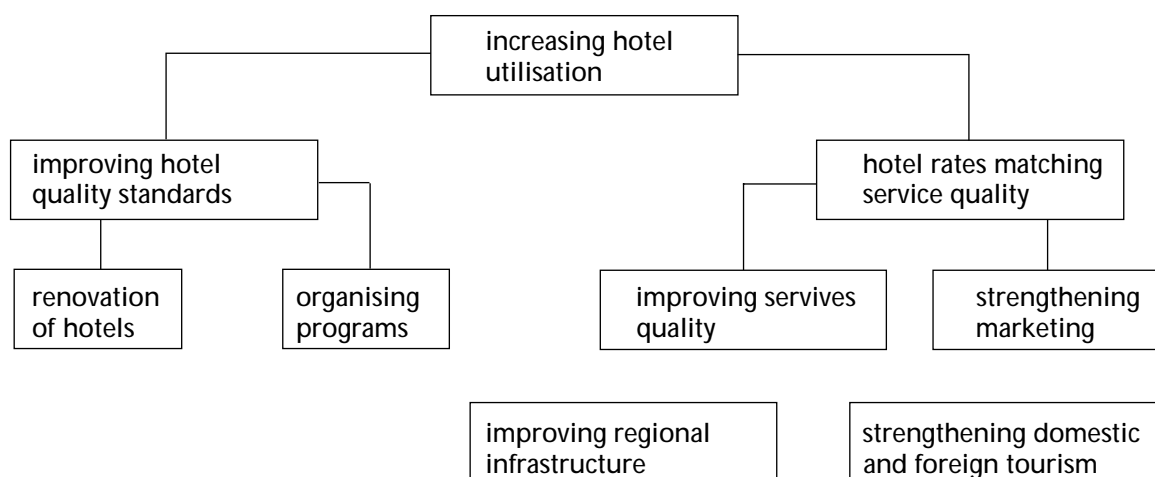 increasing hotel
utilisation
improving hotel
quality standards
hotel rates matching
service quality
renovation
of hotels
organising
programs
improving servives
quality
strengthening
marketing
improving regional
infrastructure
strengthening domestic
and foreign tourism